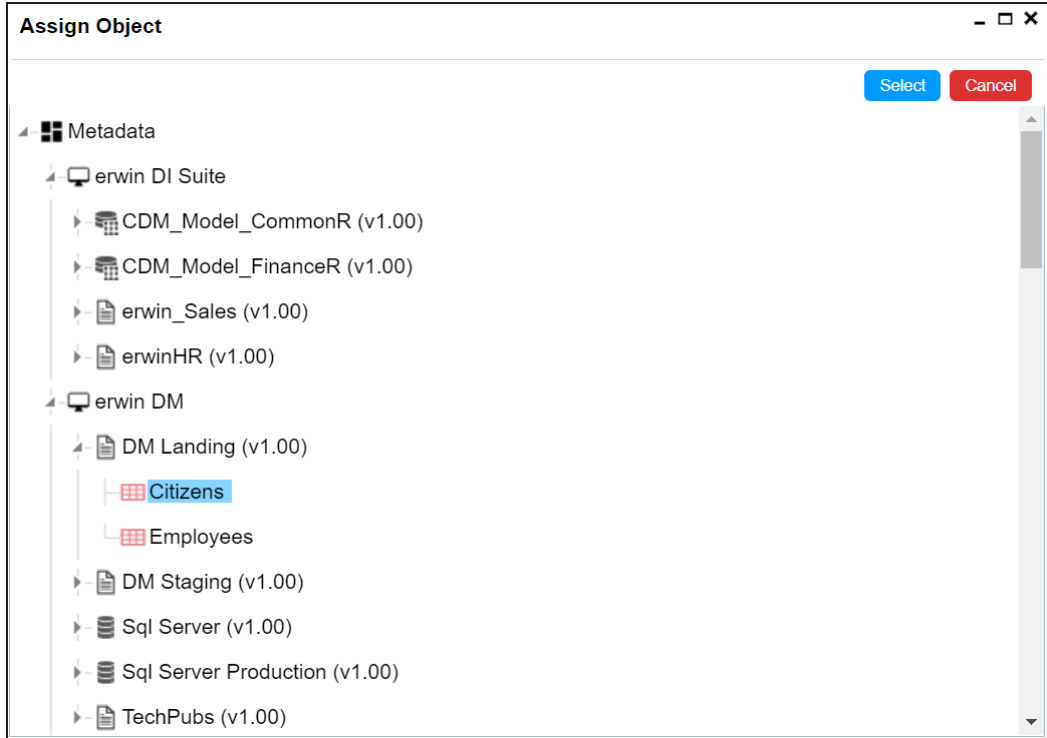 Assign Object
Select Cancel
Metadata
erwin DI Suite
CDM_Model_CommonR (v1.00)
CDM_Model_FinanceR (v1.00)
erwin_Sales (v1.00)
erwinHR (v1.00)
erwin DM
DM Landing (v1.00)
Citizens
Employees
DM Staging (v1.00)
Sql Server (v1.00)
Sql Server Production (v1.00)
TechPubs (v1.00)